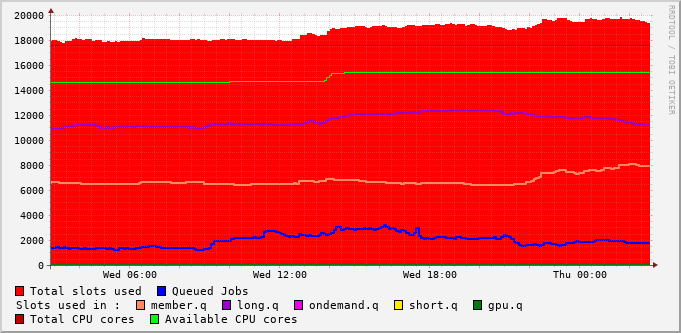 20000
18000
16000
14000
12000
10000
8000
6000
4000
2000
0
Wed 06:00 Wed 12:00 Wed 18:00 Thu 00:00
RRDTOOL / TOBI OETIKER
Total slots used Queued Jobs
Slots used in : member.q long.q ondemand.q short.q gpu.q
Total CPU cores Available CPU cores